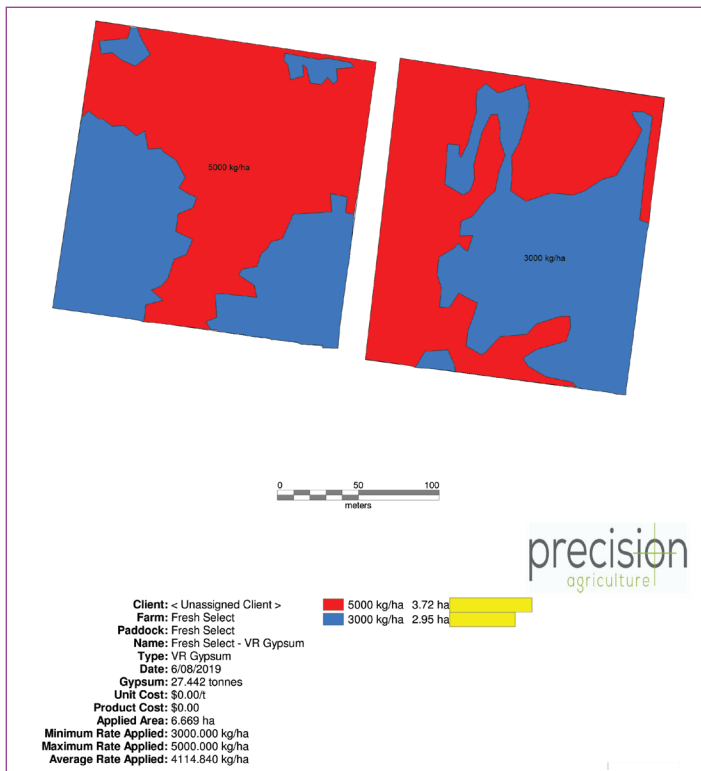 5000 kg/ha
3000 kg/ha
0 50 100
meters
precision
agriculture
Client: < Unassigned Client >
Farm: Fresh Select
Paddock: Fresh Select
Name: Fresh Select - VR Gypsum
Type: VR Gypsum
Date: 6/08/2019
Gypsum: 27.442 tonnes
Unit Cost: $0.00/t
Product Cost: $0.00
Applied Area: 6.669 ha
Minimum Rate Applied: 3000.000 kg/ha
Maximum Rate Applied: 5000.000 kg/ha
Average Rate Applied: 4114.840 kg/ha
5000 kg/ha 3.72 ha
3000 kg/ha 2.95 ha